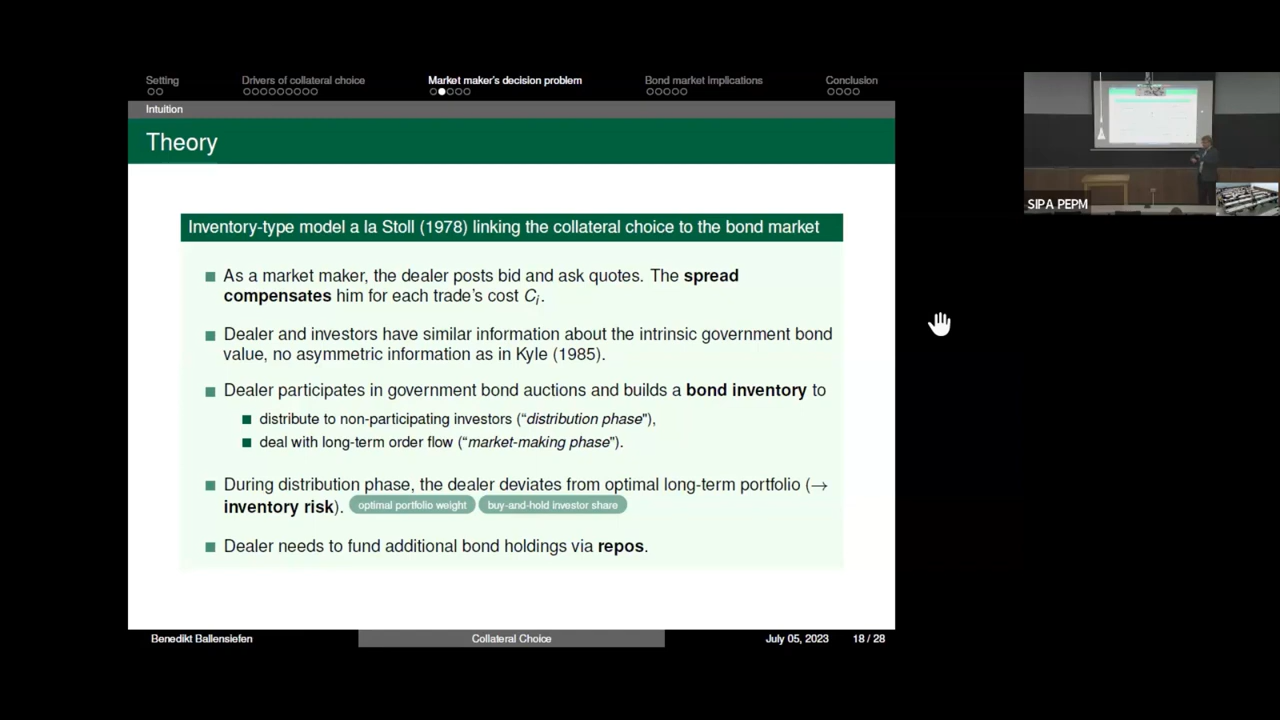 Setting Drivers of collateral choice Market maker's decision problem Bond market implications Conclusion
Intuition
Theory
Inventory-type model a la Stoll (1978) linking the collateral choice to the bond market
As a market maker, the dealer posts bid and ask quotes. The spread
compensates him for each trade's cost Ci.
Dealer and investors have similar information about the intrinsic government bond
value, no asymmetric information as in Kyle (1985).
Dealer participates in government bond auctions and builds a bond inventory to
distribute to non-participating investors ("distribution phase"),
deal with long-term order flow ("market-making phase").
During distribution phase, the dealer deviates from optimal long-term portfolio (→
inventory risk). optimal portfolio weight buy-and-hold investor share
Dealer needs to fund additional bond holdings via repos.
Benedikt Ballensiefen Collateral Choice July 05, 2023 18 / 28
SIPA PEPM